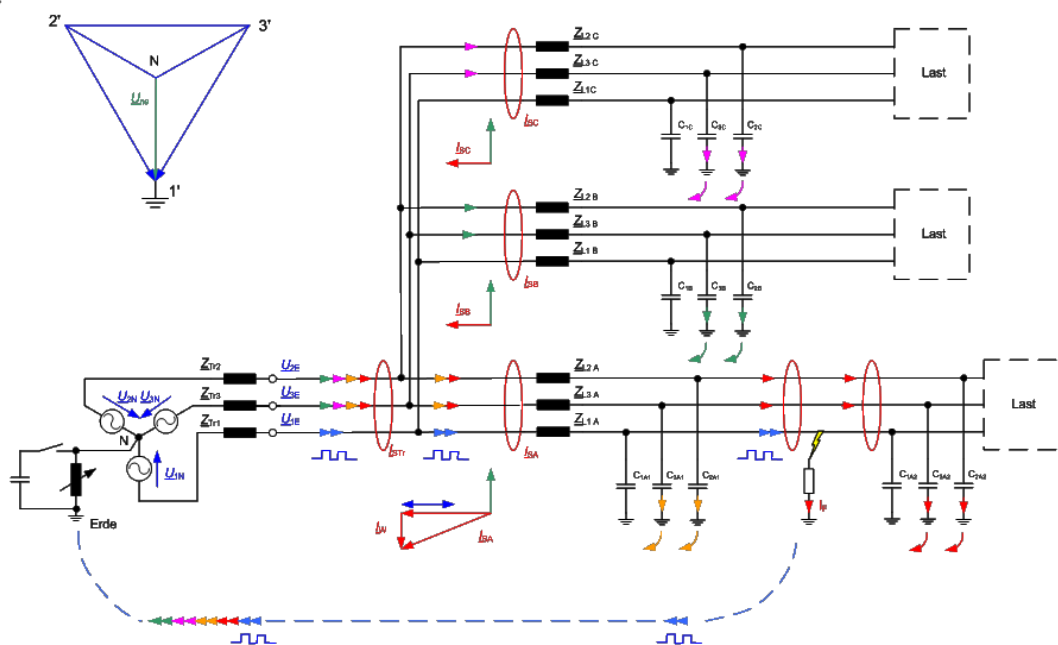 2' 3'
N
U_ne
1'
Z_L2 C
Z_L3 C
Z_L1C
Last
I_SC
C_1C C_3C C_2C
I_SC
Z_L2 B
Z_L3 B
Z_L1 B
Last
I_SB
C_1B C_3B C_2B
I_SB
Z_Tr2 U_2E
Z_L2 A
U_2N U_3N
Z_Tr3 U_3E
Z_L3 A
Last
N
Z_Tr1 U_1E
Z_L1 A
I_STr
I_SA
U_1N
C_1A1 C_3A1 C_2A1
C_1A2 C_3A2 C_2A2
Erde
I_W
I_SA
I_F